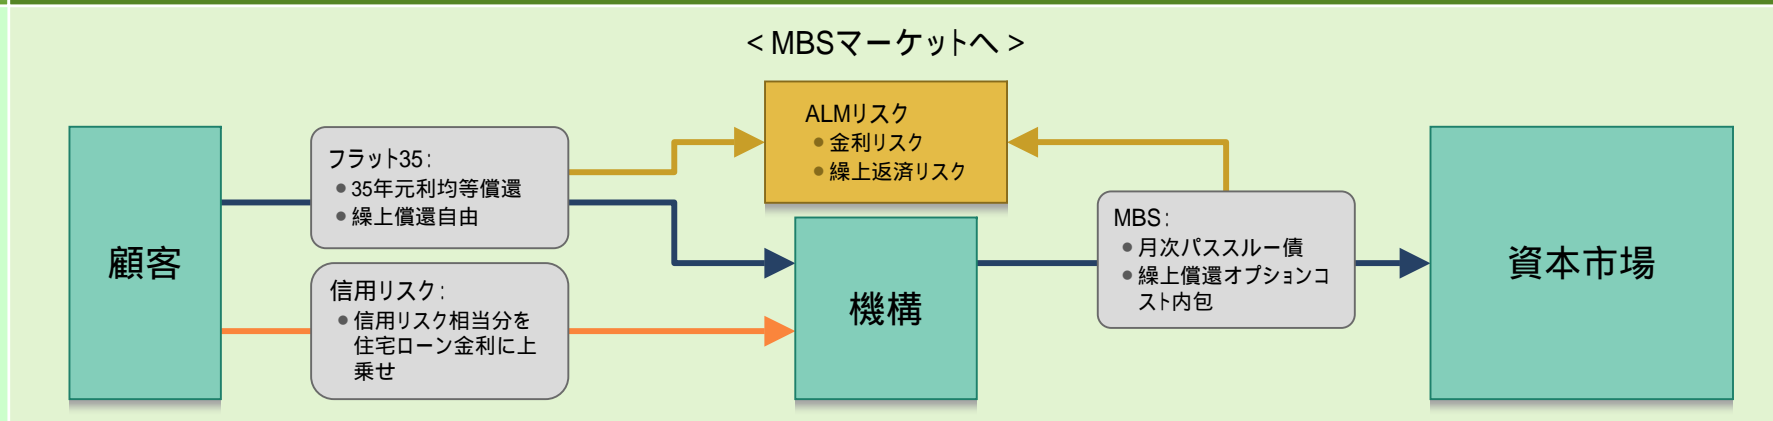 < MBSマーケットへ >
ALMリスク
●金利リスク
●繰上返済リスク
フラット35:
●35年元利均等償還
●繰上償還自由
顧客
信用リスク:
●信用リスク相当分を
住宅ローン金利に上
乗せ
機構
MBS:
●月次パススルー債
●繰上償還オプションコ
スト内包
資本市場